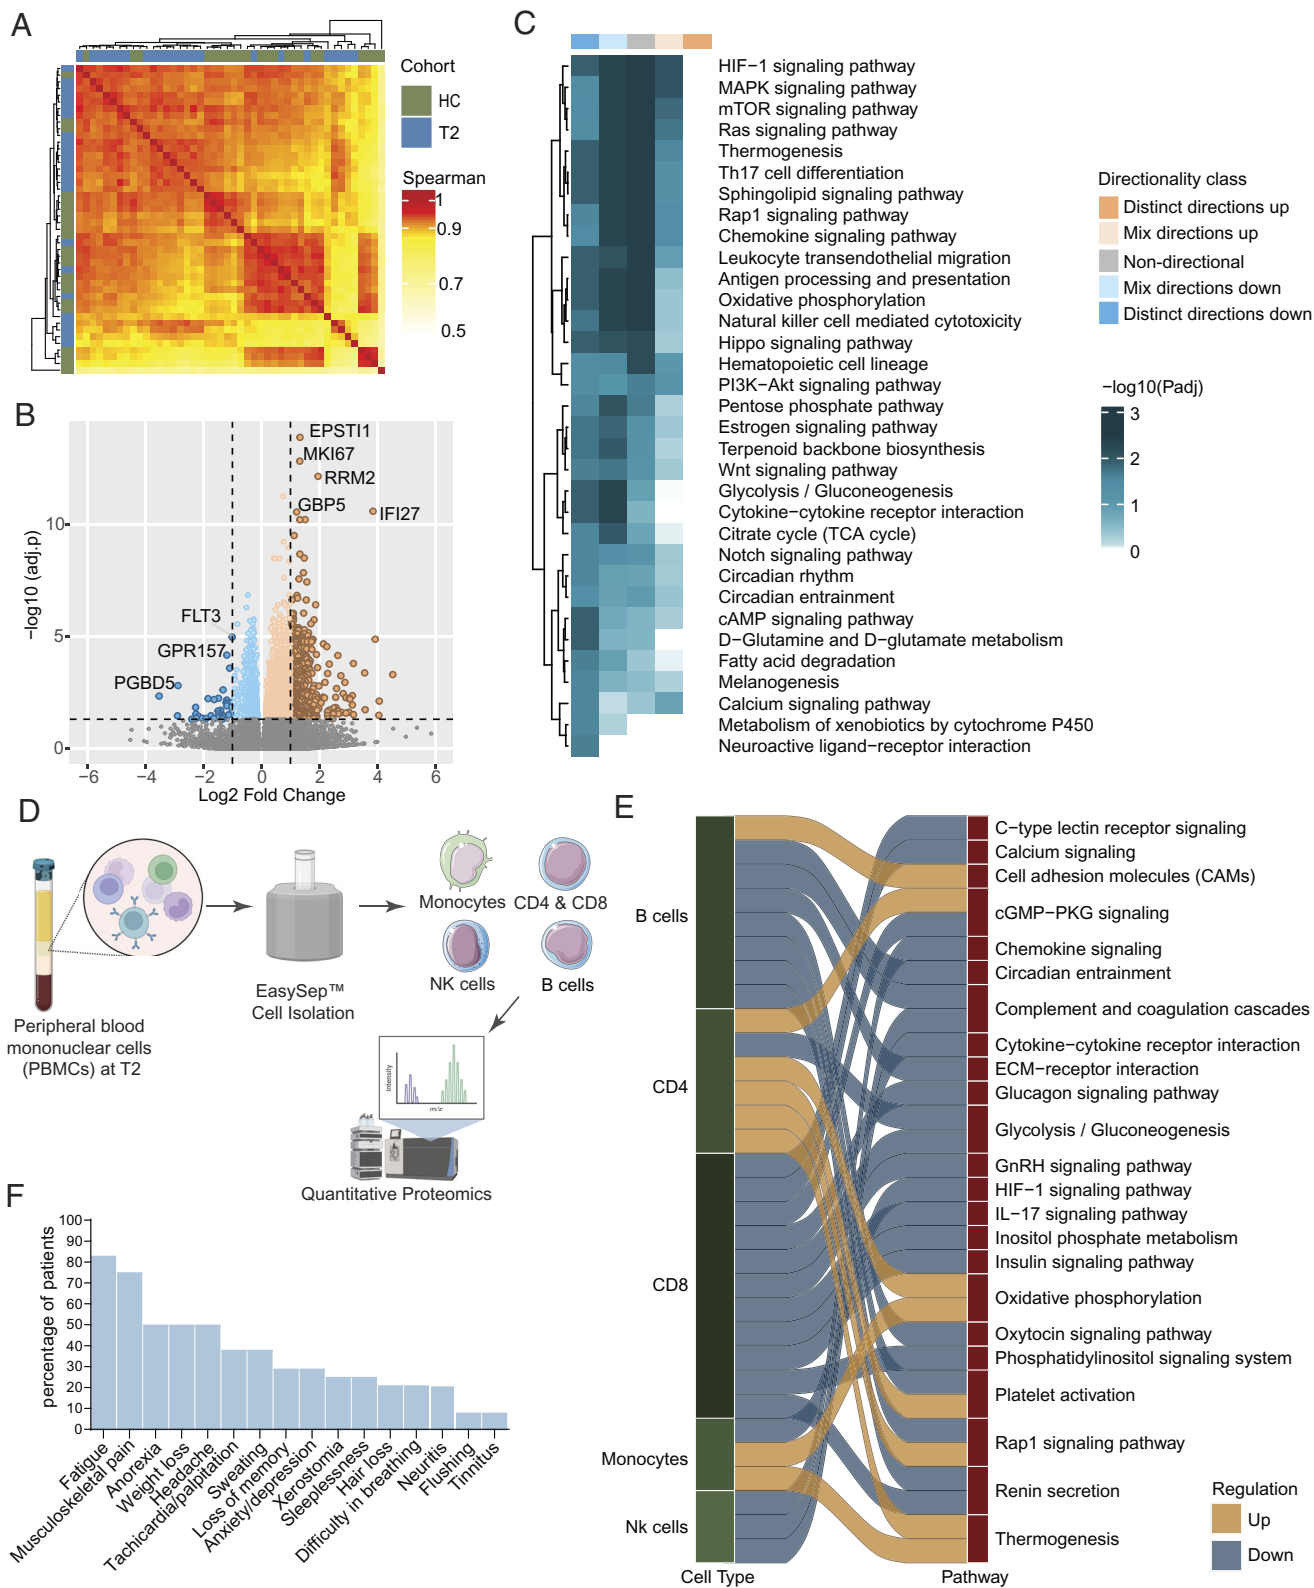 A
Cohort
HC
T2
Spearman
1
0.9
0.7
0.5
B
EPSTI1
MKI67
RRM2
GBP5
IFI27
FLT3
GPR157
PGBD5
10
5
0
−log10 (adj.p)
−6 −4 −2 0 2 4 6
Log2 Fold Change
C
HIF−1 signaling pathway
MAPK signaling pathway
mTOR signaling pathway
Ras signaling pathway
Thermogenesis
Th17 cell differentiation
Sphingolipid signaling pathway
Rap1 signaling pathway
Chemokine signaling pathway
Leukocyte transendothelial migration
Antigen processing and presentation
Oxidative phosphorylation
Natural killer cell mediated cytotoxicity
Hippo signaling pathway
Hematopoietic cell lineage
PI3K−Akt signaling pathway
Pentose phosphate pathway
Estrogen signaling pathway
Terpenoid backbone biosynthesis
Wnt signaling pathway
Glycolysis / Gluconeogenesis
Cytokine−cytokine receptor interaction
Citrate cycle (TCA cycle)
Notch signaling pathway
Circadian rhythm
Circadian entrainment
cAMP signaling pathway
D−Glutamine and D−glutamate metabolism
Fatty acid degradation
Melanogenesis
Calcium signaling pathway
Metabolism of xenobiotics by cytochrome P450
Neuroactive ligand−receptor interaction
Directionality class
Distinct directions up
Mix directions up
Non-directional
Mix directions down
Distinct directions down
−log10(Padj)
3
2
1
0
D
Peripheral blood
mononuclear cells
(PBMCs) at T2
EasySep™
Cell Isolation
Monocytes
CD4 & CD8
NK cells
B cells
Intensity
m/z
Quantitative Proteomics
E
B cells
CD4
CD8
Monocytes
Nk cells
Cell Type
C−type lectin receptor signaling
Calcium signaling
Cell adhesion molecules (CAMs)
cGMP−PKG signaling
Chemokine signaling
Circadian entrainment
Complement and coagulation cascades
Cytokine−cytokine receptor interaction
ECM−receptor interaction
Glucagon signaling pathway
Glycolysis / Gluconeogenesis
GnRH signaling pathway
HIF−1 signaling pathway
IL−17 signaling pathway
Inositol phosphate metabolism
Insulin signaling pathway
Oxidative phosphorylation
Oxytocin signaling pathway
Phosphatidylinositol signaling system
Platelet activation
Rap1 signaling pathway
Renin secretion
Thermogenesis
Pathway
Regulation
Up
Down
F
percentage of patients
100
90
80
70
60
50
40
30
20
10
0
Fatigue
Musculoskeletal pain
Anorexia
Weight loss
Headache
Tachicardia/palpitation
Sweating
Loss of memory
Anxiety/depression
Xerostomia
Sleeplessness
Hair loss
Difficulty in breathing
Neuritis
Flushing
Tinnitus